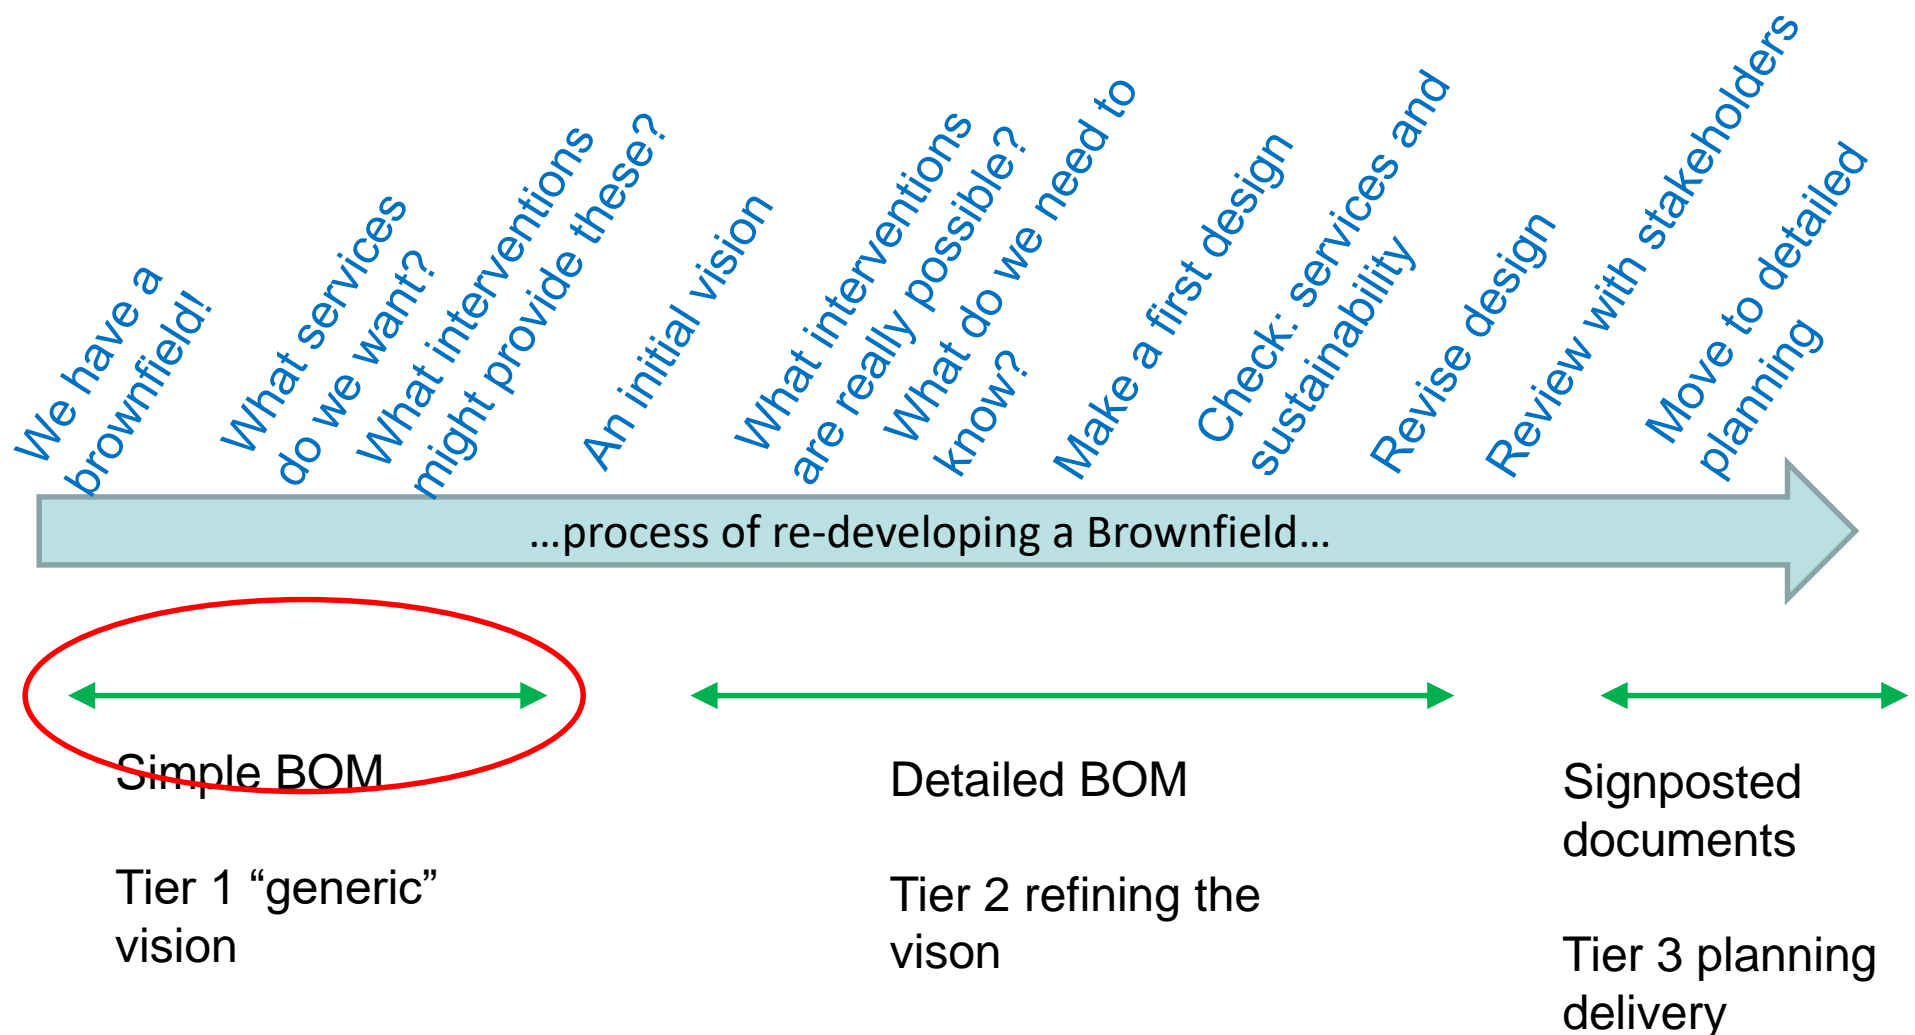 We have a
brownfield!
What services
do we want?
What interventions
might provide these?
An initial vision
What interventions
are really possible?
What do we need to
know?
Make a first design
Check: services and
sustainability
Revise design
Review with stakeholders
Move to detailed
planning
...process of re-developing a Brownfield...
Simple BOM
Tier 1 “generic”
vision
Detailed BOM
Tier 2 refining the
vison
Signposted
documents
Tier 3 planning
delivery